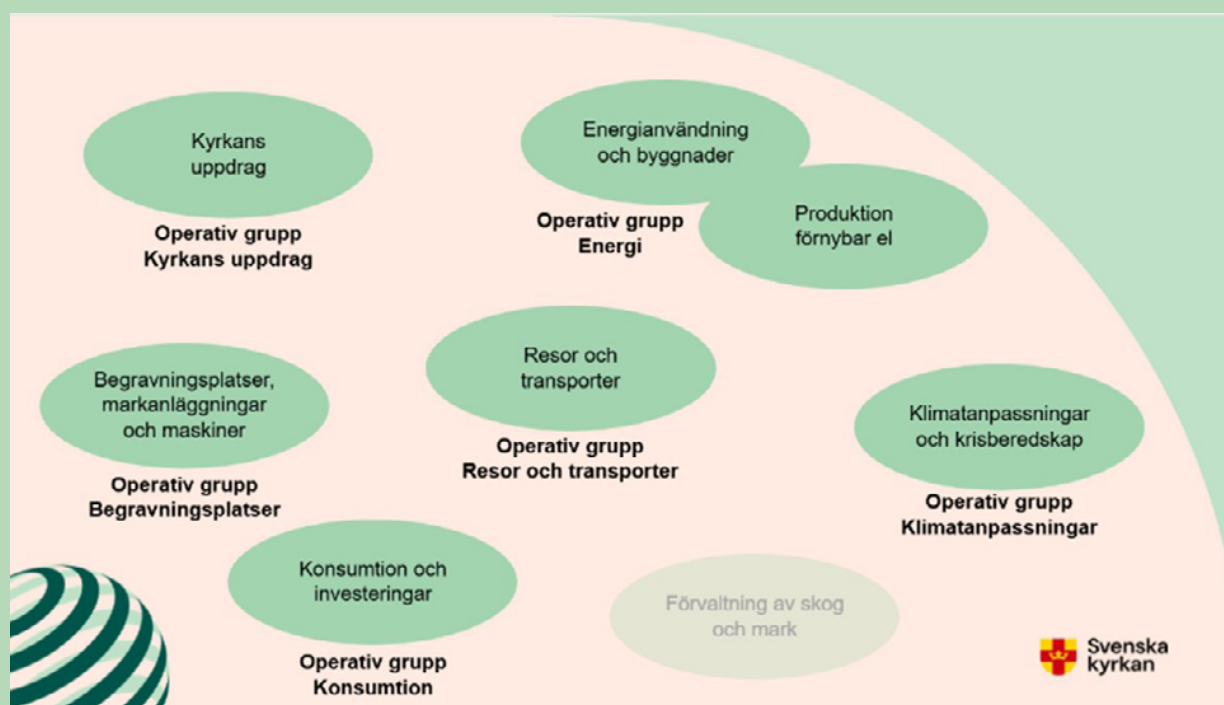 Kyrkans
uppdrag
Operativ grupp
Kyrkans uppdrag
Energianvändning
och byggnader
Operativ grupp
Energi
Produktion
förnybar el
Begravningsplatser,
markanläggningar
och maskiner
Operativ grupp
Begravningsplatser
Resor och
transporter
Operativ grupp
Resor och transporter
Klimatanpassningar
och krisberedskap
Operativ grupp
Klimatanpassningar
Konsumtion och
investeringar
Operativ grupp
Konsumtion
Förvaltning av skog
och mark
Svenska
kyrkan